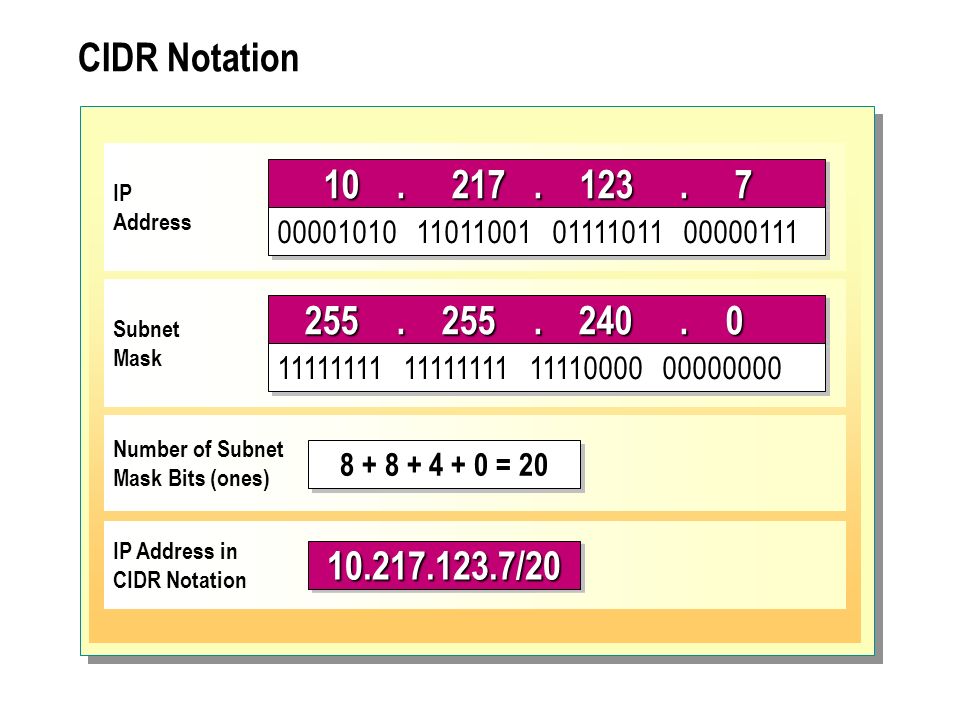 CIDR Notation
IP
Address
10 . 217 . 123 . 7
00001010 11011001 01111011 00000111
Subnet
Mask
255 . 255 . 240 . 0
11111111 11111111 11110000 00000000
Number of Subnet
Mask Bits (ones)
8 + 8 + 4 + 0 = 20
IP Address in
CIDR Notation
10.217.123.7/20